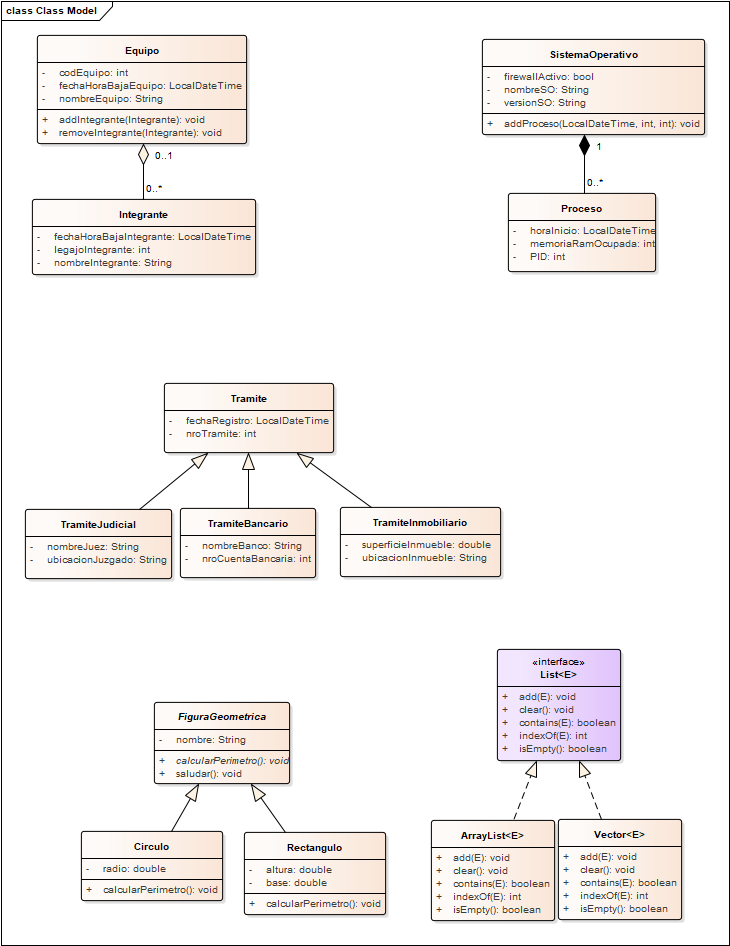 class Class Model
Equipo
- codEquipo: int
- fechaHoraBajaEquipo: LocalDateTime
- nombreEquipo: String
+ addIntegrante(Integrante): void
+ removeIntegrante(Integrante): void
0..1
0..*
Integrante
- fechaHoraBajaIntegrante: LocalDateTime
- legajoIntegrante: int
- nombreIntegrante: String
SistemaOperativo
- firewallActivo: bool
- nombreSO: String
- versionSO: String
+ addProceso(LocalDateTime, int, int): void
1
0..*
Proceso
- horaInicio: LocalDateTime
- memoriaRamOcupada: int
- PID: int
Tramite
- fechaRegistro: LocalDateTime
- nroTramite: int
TramiteJudicial
- nombreJuez: String
- ubicacionJuzgado: String
TramiteBancario
- nombreBanco: String
- nroCuentaBancaria: int
TramiteInmobiliario
- superficieInmueble: double
- ubicacionInmueble: String
FiguraGeometrica
- nombre: String
+ calcularPerimetro(): void
+ saludar(): void
Circulo
- radio: double
+ calcularPerimetro(): void
Rectangulo
- altura: double
- base: double
+ calcularPerimetro(): void
«interface»
List<E>
+ add(E): void
+ clear(): void
+ contains(E): boolean
+ indexOf(E): int
+ isEmpty(): boolean
ArrayList<E>
+ add(E): void
+ clear(): void
+ contains(E): boolean
+ indexOf(E): int
+ isEmpty(): boolean
Vector<E>
+ add(E): void
+ clear(): void
+ contains(E): boolean
+ indexOf(E): int
+ isEmpty(): boolean